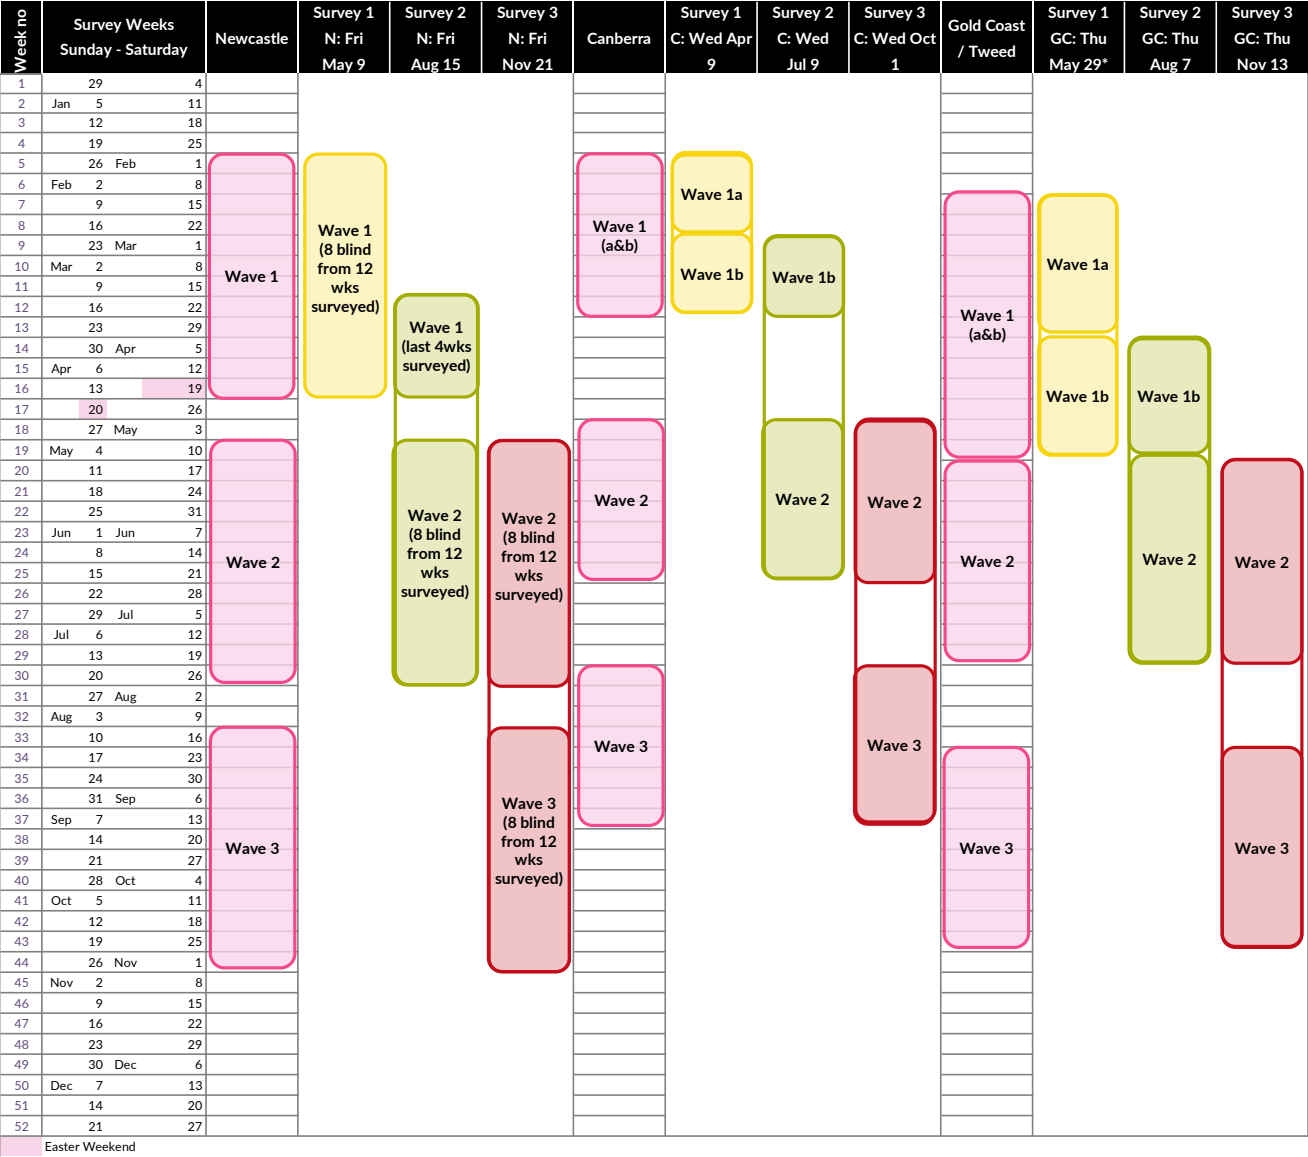 Week no
Survey Weeks
Sunday - Saturday
Newcastle
Survey 1
N: Fri
May 9
Survey 2
N: Fri
Aug 15
Survey 3
N: Fri
Nov 21
Canberra
Survey 1
C: Wed Apr
9
Survey 2
C: Wed
Jul 9
Survey 3
C: Wed Oct
1
Gold Coast
/ Tweed
Survey 1
GC: Thu
May 29*
Survey 2
GC: Thu
Aug 7
Survey 3
GC: Thu
Nov 13
1 29 4
2 Jan 5 11
3 12 18
4 19 25
5 26 Feb 1
6 Feb 2 8
7 9 15
8 16 22
9 23 Mar 1
10 Mar 2 8
11 9 15
12 16 22
13 23 29
14 30 Apr 5
15 Apr 6 12
16 13 19
17 20 26
18 27 May 3
19 May 4 10
20 11 17
21 18 24
22 25 31
23 Jun 1 Jun 7
24 8 14
25 15 21
26 22 28
27 29 Jul 5
28 Jul 6 12
29 13 19
30 20 26
31 27 Aug 2
32 Aug 3 9
33 10 16
34 17 23
35 24 30
36 31 Sep 6
37 Sep 7 13
38 14 20
39 21 27
40 28 Oct 4
41 Oct 5 11
42 12 18
43 19 25
44 26 Nov 1
45 Nov 2 8
46 9 15
47 16 22
48 23 29
49 30 Dec 6
50 Dec 7 13
51 14 20
52 21 27
Wave 1
Wave 2
Wave 3
Wave 1
(8 blind
from 12
wks
surveyed)
Wave 1
(last 4wks
surveyed)
Wave 2
(8 blind
from 12
wks
surveyed)
Wave 2
(8 blind
from 12
wks
surveyed)
Wave 3
(8 blind
from 12
wks
surveyed)
Wave 1
(a&b)
Wave 2
Wave 3
Wave 1a
Wave 1b
Wave 1b
Wave 2
Wave 2
Wave 3
Wave 1
(a&b)
Wave 2
Wave 3
Wave 1a
Wave 1b
Wave 1b
Wave 2
Wave 2
Wave 3
Easter Weekend